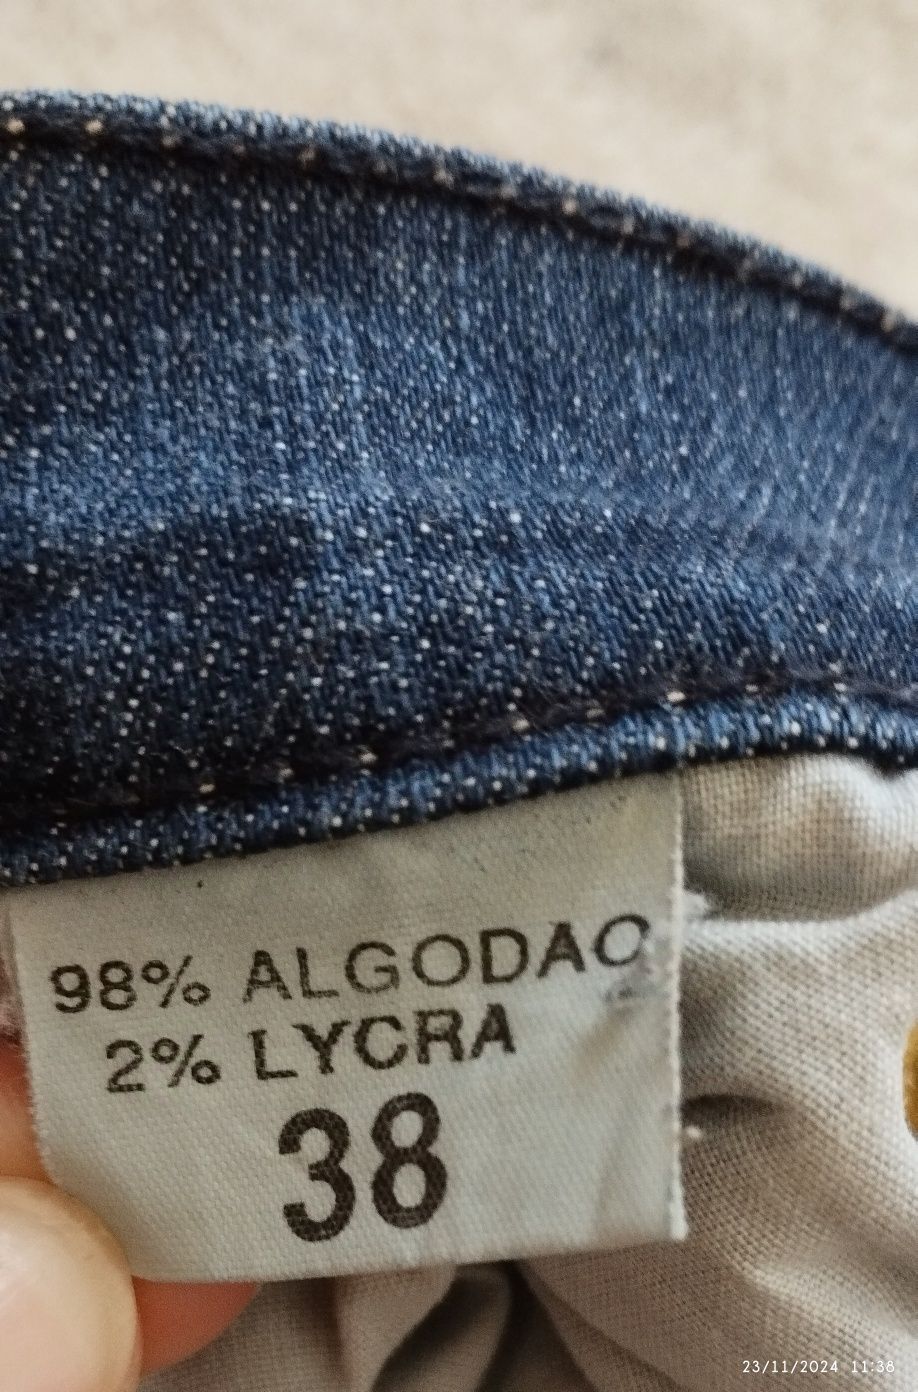 98% ALGODAO
2% LYCRA
38
23/11/2024 11:38